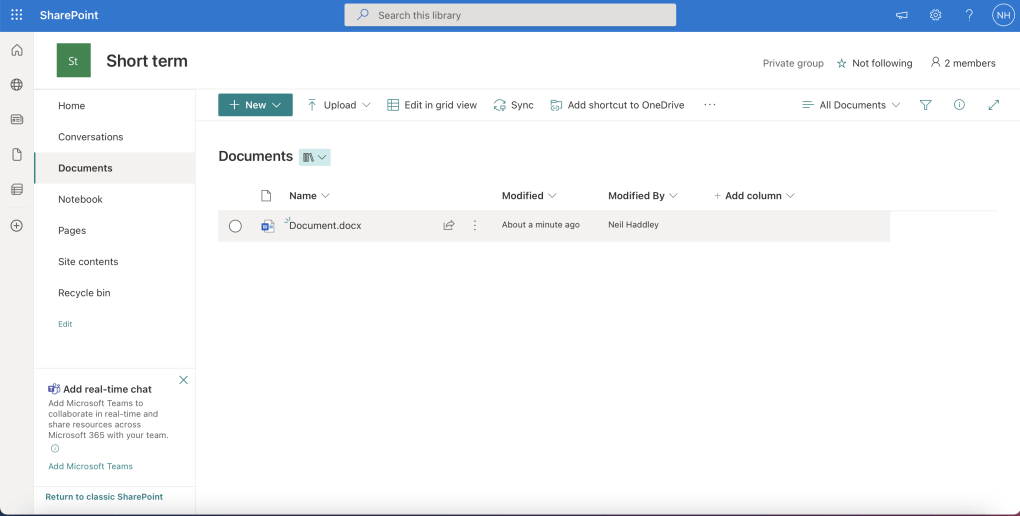 SharePoint
Search this library
?
NH
St
Short term
Private group
Not following
2 members
Home
Conversations
Documents
Notebook
Pages
Site contents
Recycle bin
Edit
+ New
Upload
Edit in grid view
Sync
Add shortcut to OneDrive
...
All Documents
Documents
Name
Modified
Modified By
+ Add column
Document.docx
About a minute ago
Neil Haddley
Add real-time chat
Add Microsoft Teams to
collaborate in real-time and
share resources across
Microsoft 365 with your team.
Add Microsoft Teams
Return to classic SharePoint